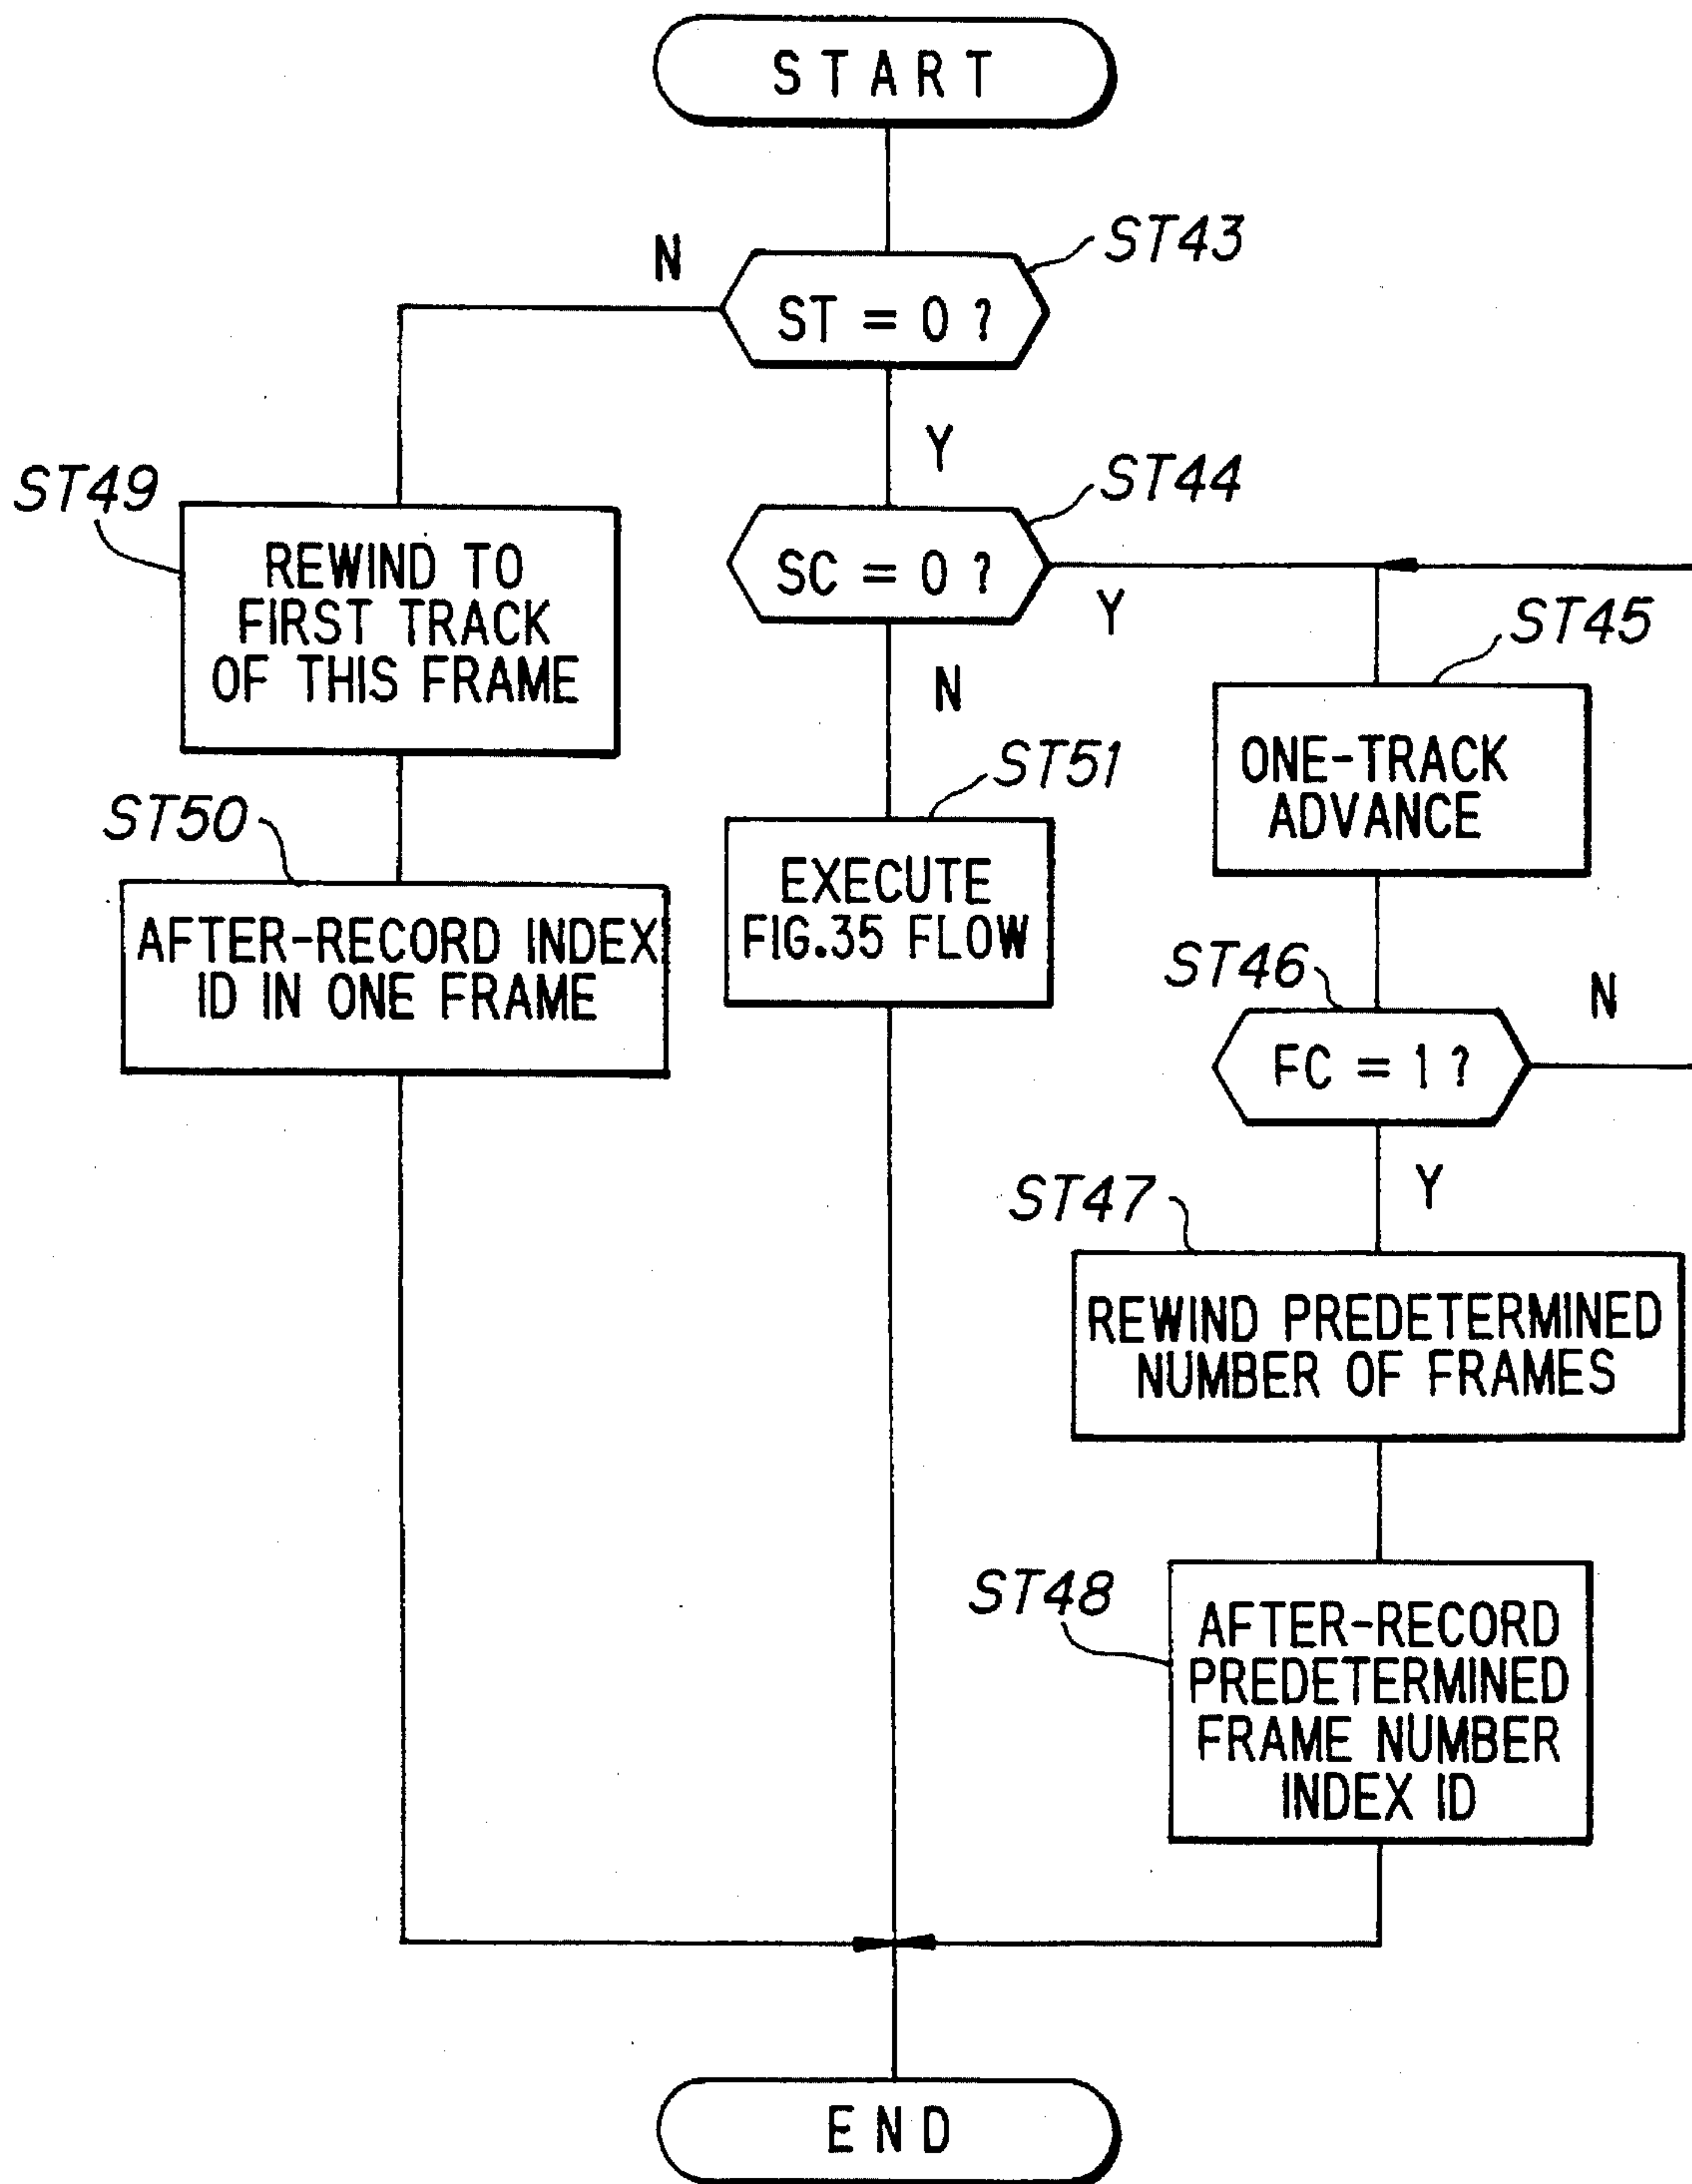 START
ST43
N
ST = 0 ?
Y
ST44
ST49
SC = 0 ?
Y
REWIND TO
FIRST TRACK
OF THIS FRAME
ST45
N
ONE-TRACK
ADVANCE
ST51
ST50
EXECUTE
FIG.35 FLOW
AFTER-RECORD INDEX
ID IN ONE FRAME
ST46
N
FC = 1 ?
Y
ST47
REWIND PREDETERMINED
NUMBER OF FRAMES
ST48
AFTER-RECORD
PREDETERMINED
FRAME NUMBER
INDEX ID
END